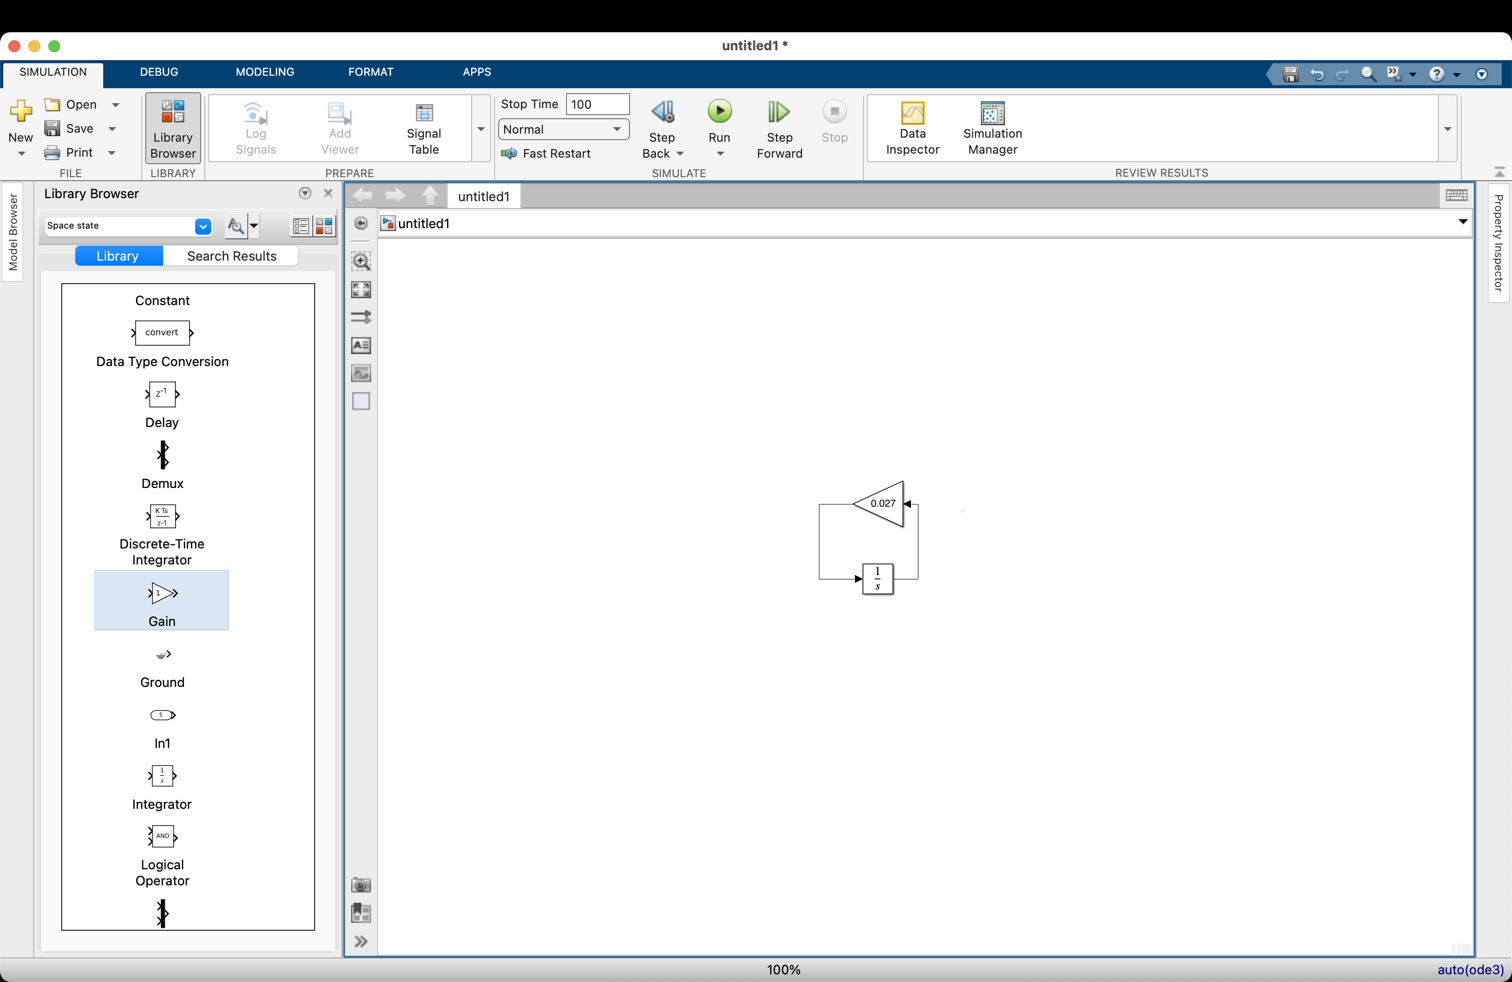 untitled1 *
SIMULATION
DEBUG
MODELING
FORMAT
APPS
New
Open
Save
Print
FILE
Library
Browser
LIBRARY
Log
Signals
Add
Viewer
Signal
Table
PREPARE
Stop Time 100
Normal
Fast Restart
Step
Back
Run
Step
Forward
Stop
SIMULATE
Data
Inspector
Simulation
Manager
REVIEW RESULTS
Model Browser
Library Browser
Space state
Library
Search Results
Constant
convert
Data Type Conversion
z-1
Delay
Demux
K Ts
z-1
Discrete-Time
Integrator
1
Gain
Ground
1
In1
1
s
Integrator
AND
Logical
Operator
untitled1
untitled1
0.027
1
s
Property Inspector
100%
auto(ode3)